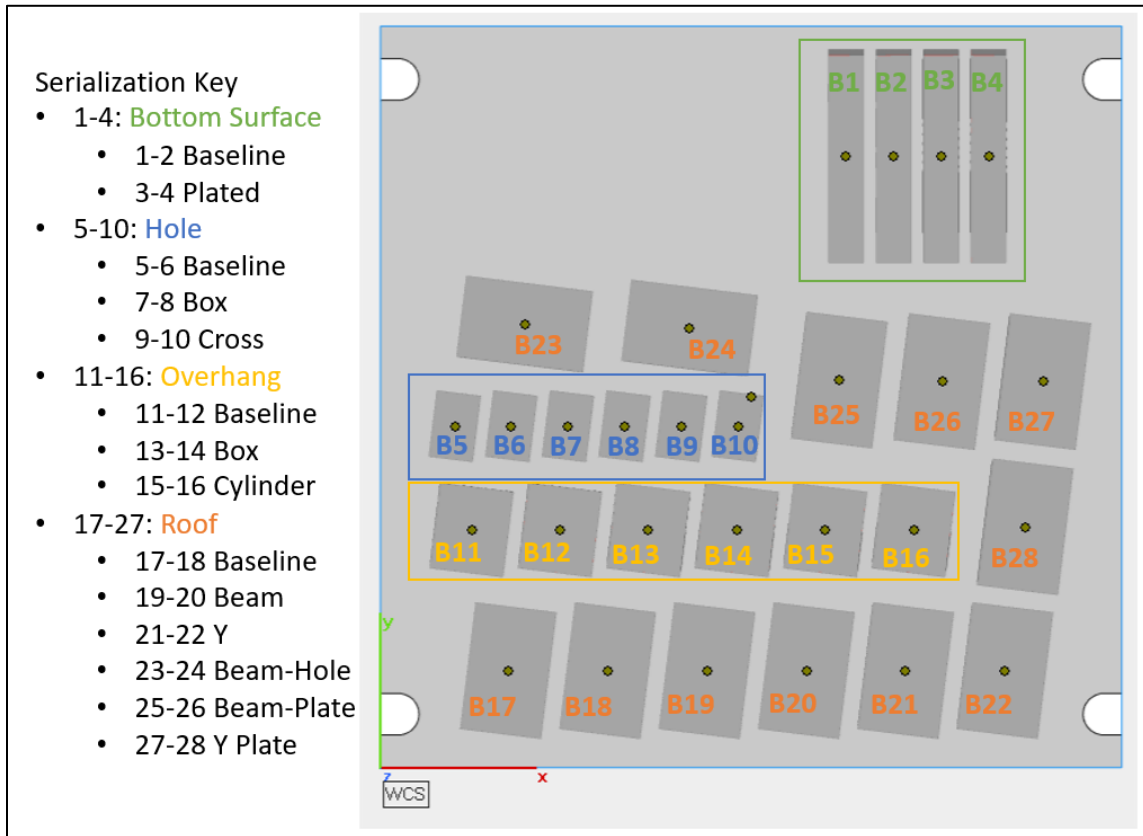 Serialization Key
• 1-4: Bottom Surface
• 1-2 Baseline
• 3-4 Plated
• 5-10: Hole
• 5-6 Baseline
• 7-8 Box
• 9-10 Cross
• 11-16: Overhang
• 11-12 Baseline
• 13-14 Box
• 15-16 Cylinder
• 17-27: Roof
• 17-18 Baseline
• 19-20 Beam
• 21-22 Y
• 23-24 Beam-Hole
• 25-26 Beam-Plate
• 27-28 Y Plate
B1 B2 B3 B4
B23 B24
B25 B26 B27
B5 B6 B7 B8 B9 B10
B11 B12 B13 B14 B15 B16
B28
B17 B18 B19 B20 B21 B22
y
z x
WCS